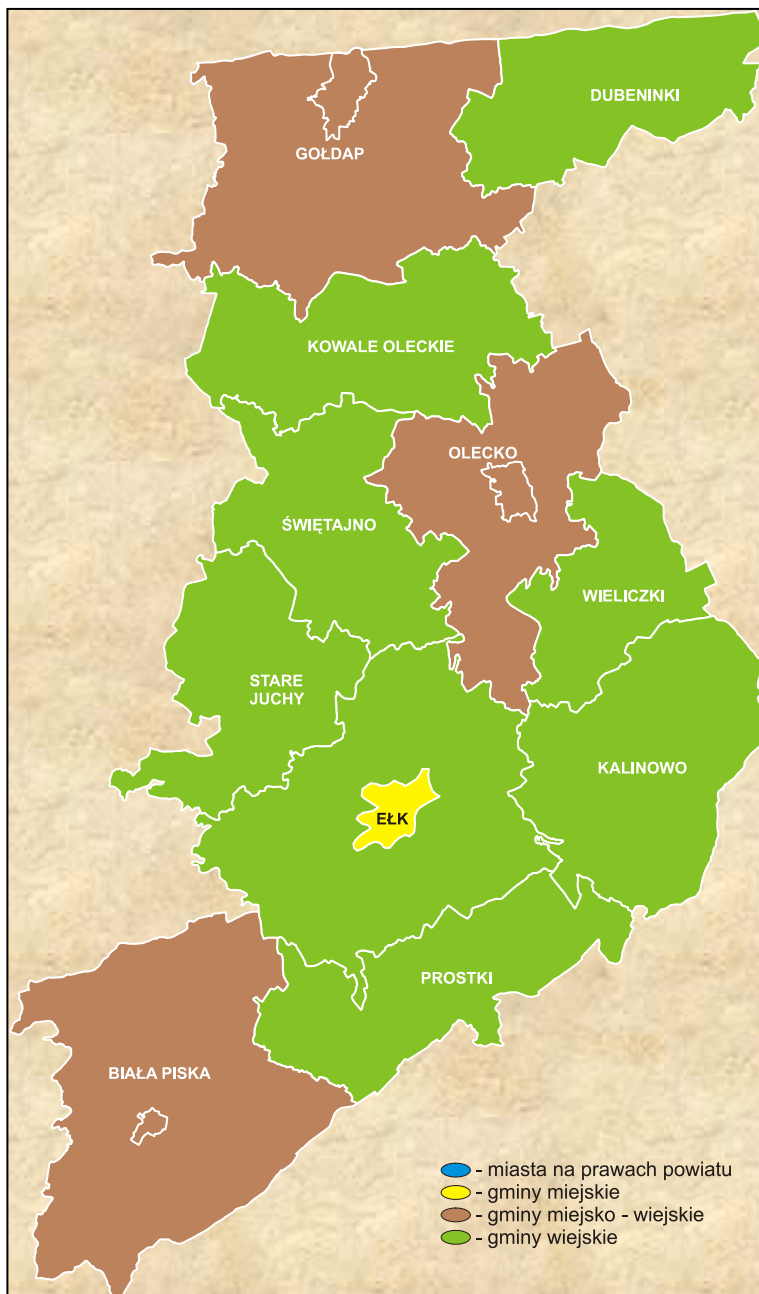 DUBENINKI
GOŁDAP
KOWALE OLECKIE
OLECKO
ŚWIĘTAJNO
WIELICZKI
STARE
JUCHY
KALINOWO
EŁK
PROSTKI
BIAŁA PISKA
- miasta na prawach powiatu
- gminy miejskie
- gminy miejsko - wiejskie
- gminy wiejskie